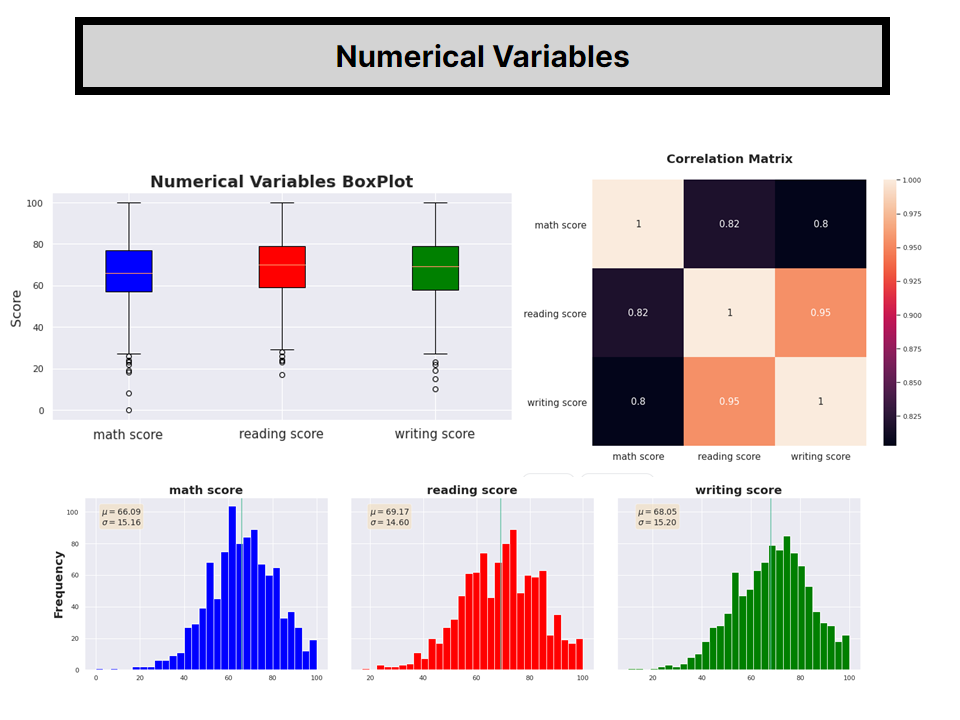 Numerical Variables
Numerical Variables BoxPlot
Score
100
80
60
40
20
0
math score
reading score
writing score
Correlation Matrix
math score
reading score
writing score
1
0.82
0.8
0.82
1
0.95
0.8
0.95
1
math score
reading score
writing score
1.000
0.975
0.950
0.925
0.900
0.875
0.850
0.825
math score
Frequency
100
80
60
40
20
0
μ = 66.09
σ = 15.16
0
20
40
60
80
100
reading score
μ = 69.17
σ = 14.60
20
40
60
80
100
writing score
μ = 68.05
σ = 15.20
20
40
60
80
100